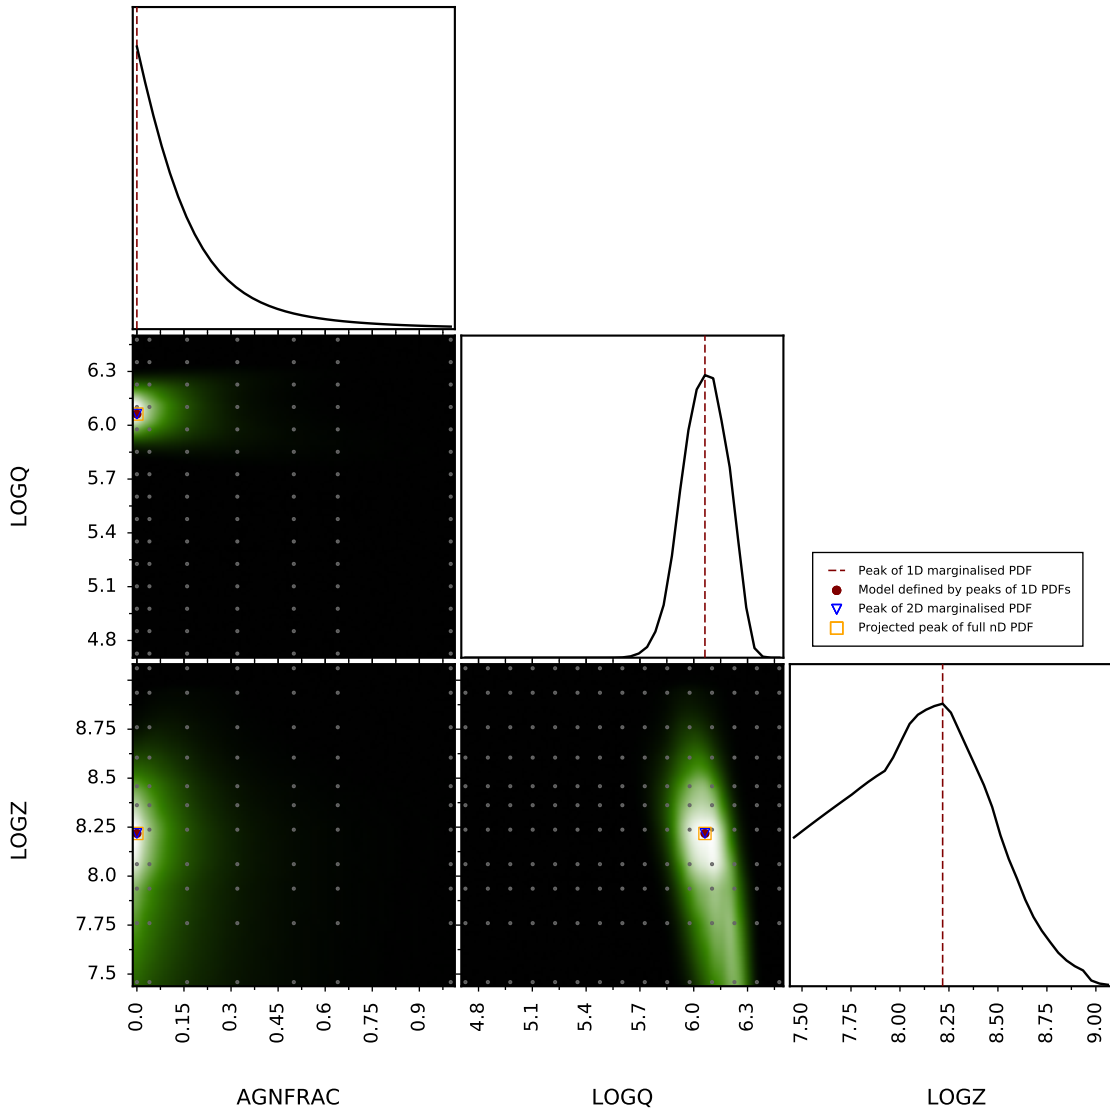 6.3
6.0
5.7
5.4
5.1
4.8
LOGQ
Peak of 1D marginalised PDF
Model defined by peaks of 1D PDFs
Peak of 2D marginalised PDF
Projected peak of full nD PDF
8.75
8.5
8.25
8.0
7.75
7.5
LOGZ
0.0 0.15 0.3 0.45 0.6 0.75 0.9
4.8 5.1 5.4 5.7 6.0 6.3
7.50 7.75 8.00 8.25 8.50 8.75 9.00
AGNFRAC LOGQ LOGZ